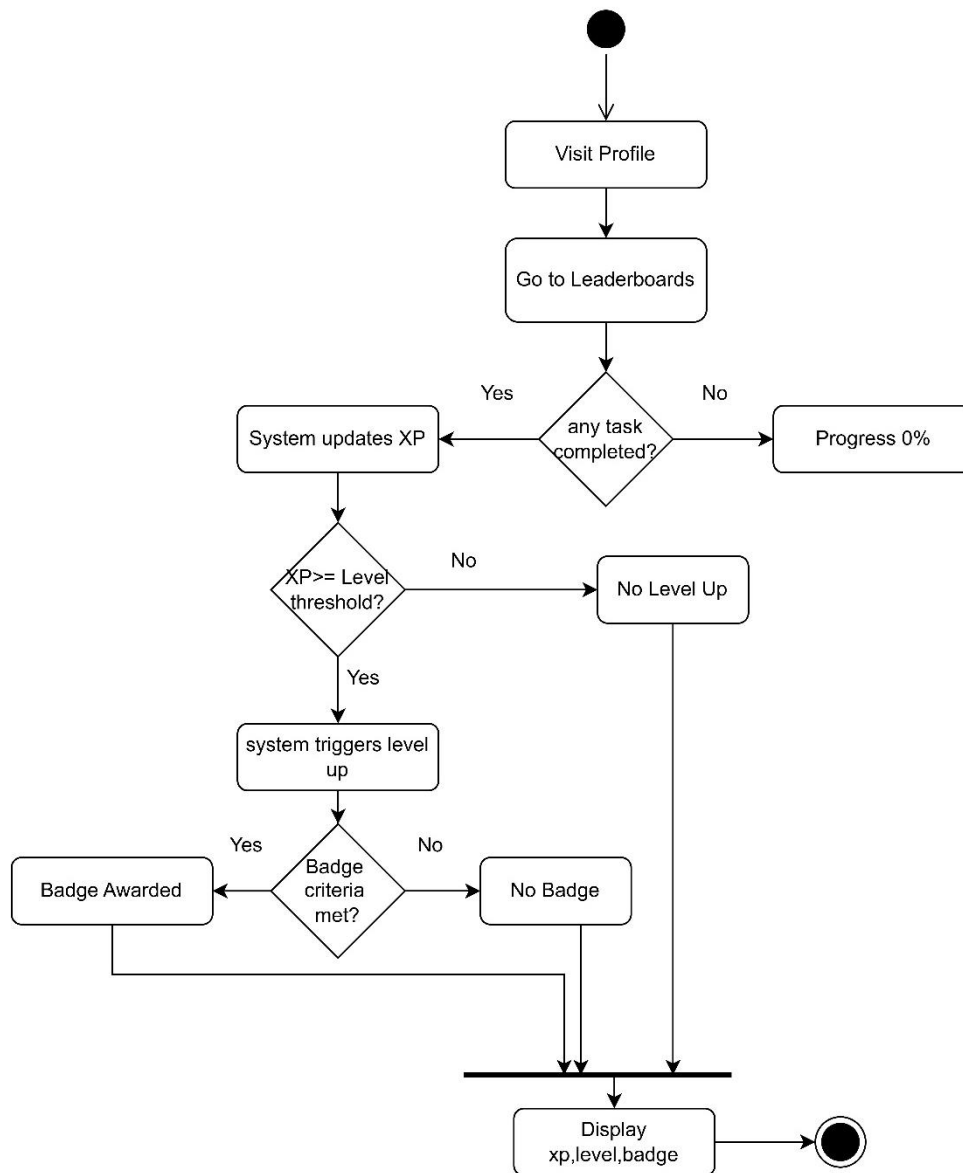 Visit Profile
Go to Leaderboards
Yes
No
System updates XP
any task
completed?
Progress 0%
XP>= Level
threshold?
No
No Level Up
Yes
system triggers level
up
Yes
No
Badge Awarded
Badge
criteria
met?
No Badge
Display
xp,level,badge